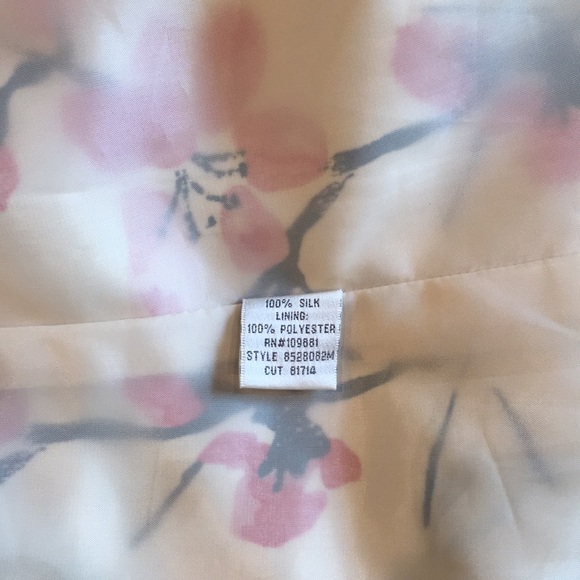 100% SILK
LINING:
100% POLYESTER
RN#109881
STYLE 8528082M
CUT 81714